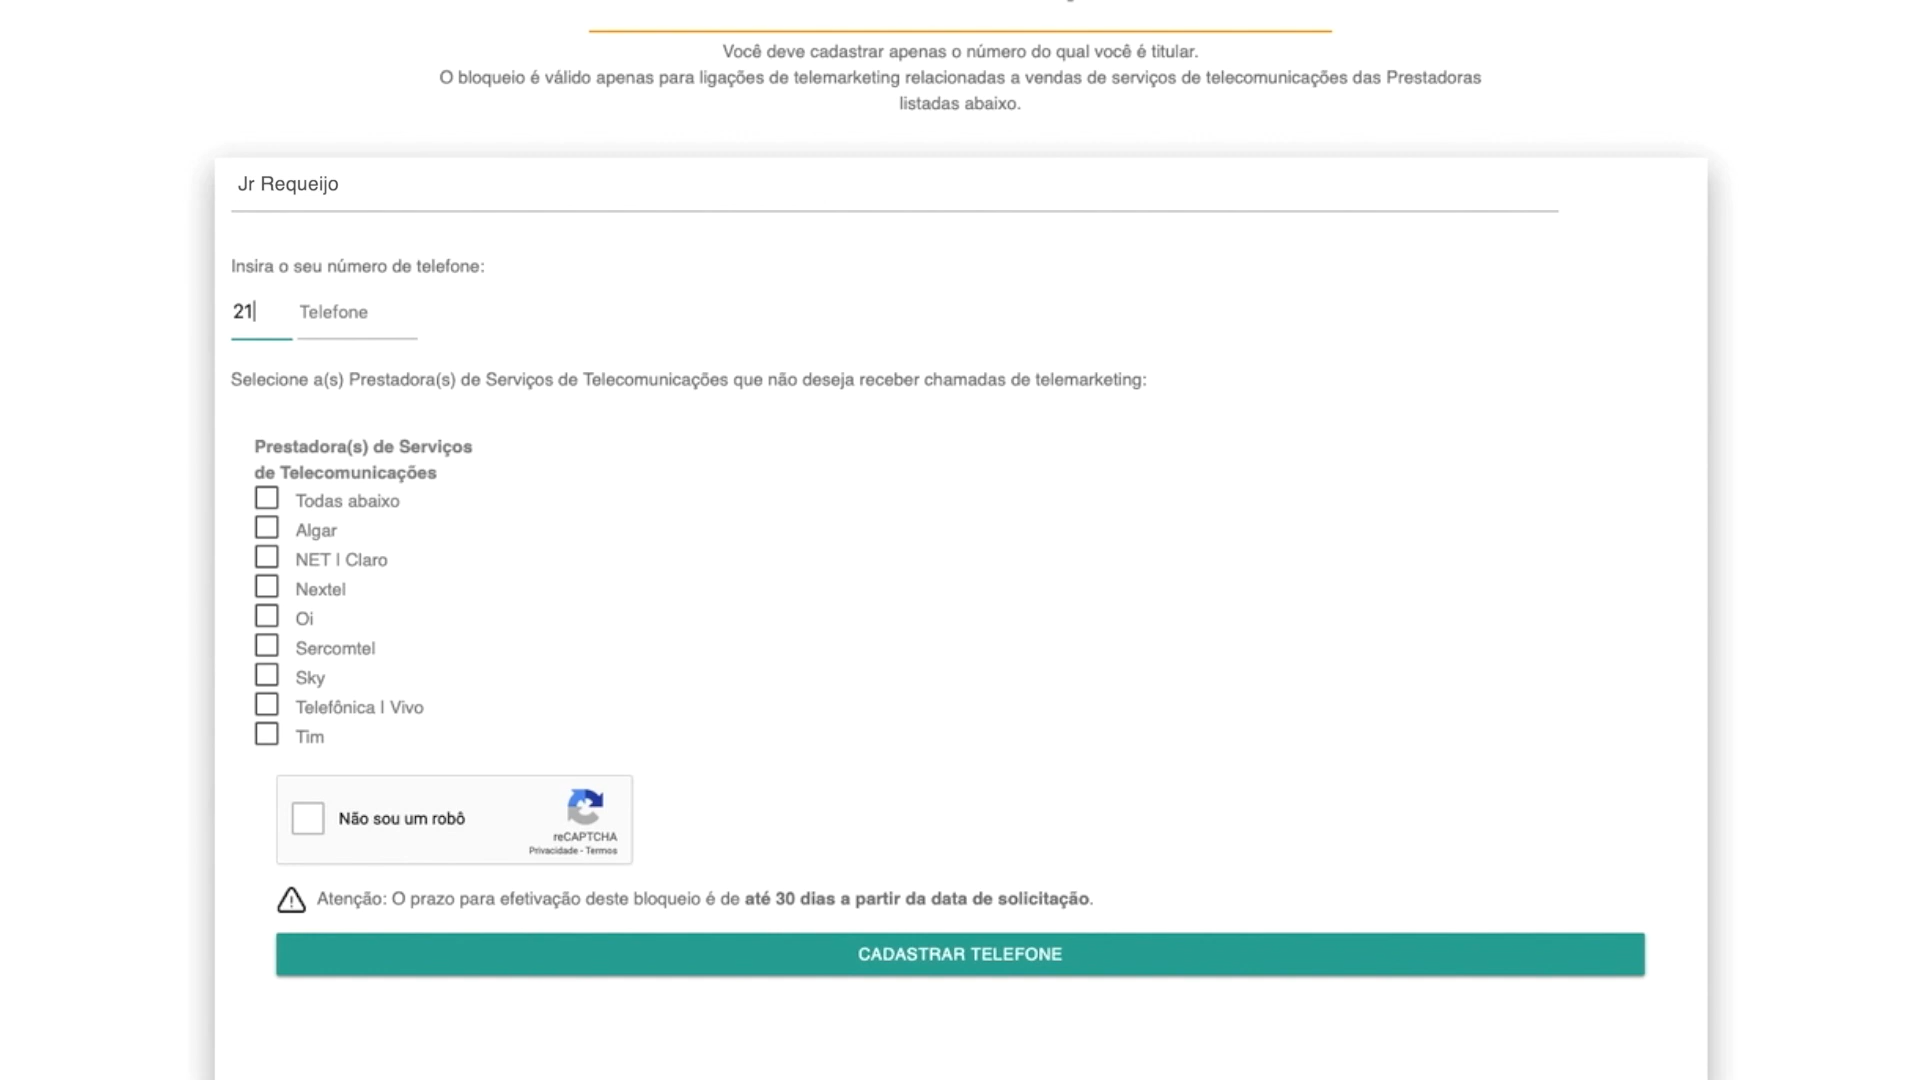 Você deve cadastrar apenas o número do qual você é titular.
O bloqueio é válido apenas para ligações de telemarketing relacionadas a vendas de serviços de telecomunicações das Prestadoras
listadas abaixo.
Jr Requeijo
Insira o seu número de telefone:
21 Telefone
Selecione a(s) Prestadora(s) de Serviços de Telecomunicações que não deseja receber chamadas de telemarketing:
Prestadora(s) de Serviços
de Telecomunicações
Todas abaixo
Algar
NET | Claro
Nextel
Oi
Sercomtel
Sky
Telefônica | Vivo
Tim
Não sou um robô
reCAPTCHA
Privacidade - Termos
Atenção: O prazo para efetivação deste bloqueio é de até 30 dias a partir da data de solicitação.
CADASTRAR TELEFONE